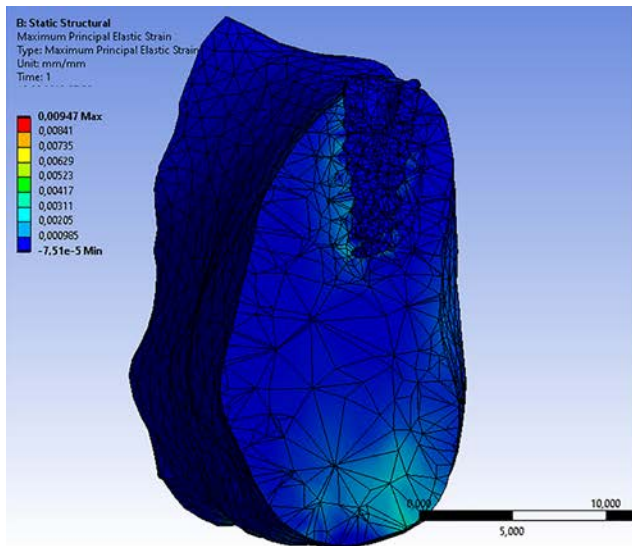 B: Static Structural
Maximum Principal Elastic Strain
Type: Maximum Principal Elastic Strain
Unit: mm/mm
Time: 1
0,00947 Max
0,00841
0,00735
0,00629
0,00523
0,00417
0,00311
0,00205
0,000985
-7,51e-5 Min
0,000
10,000
5,000